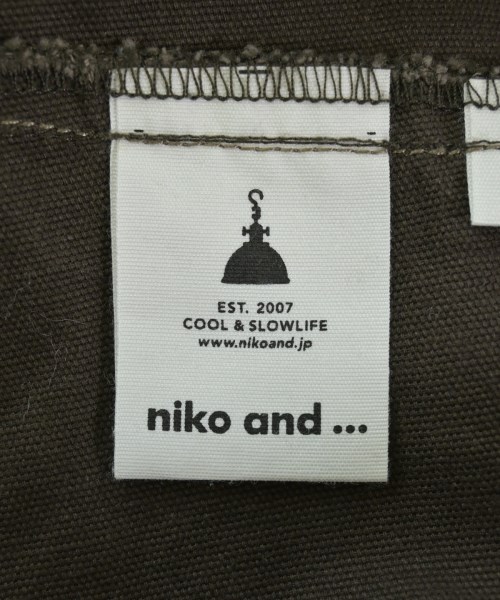 EST. 2007
COOL & SLOWLIFE
www.nikoand.jp
niko and ...